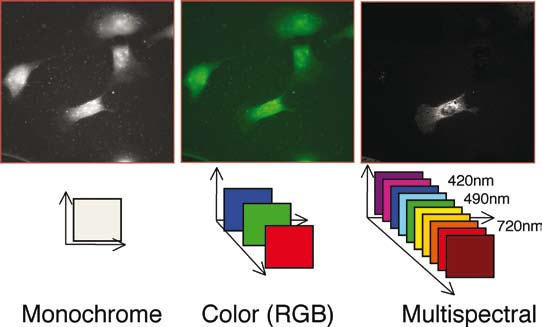 420nm
490nm
720nm
Monochrome
Color (RGB)
Multispectral